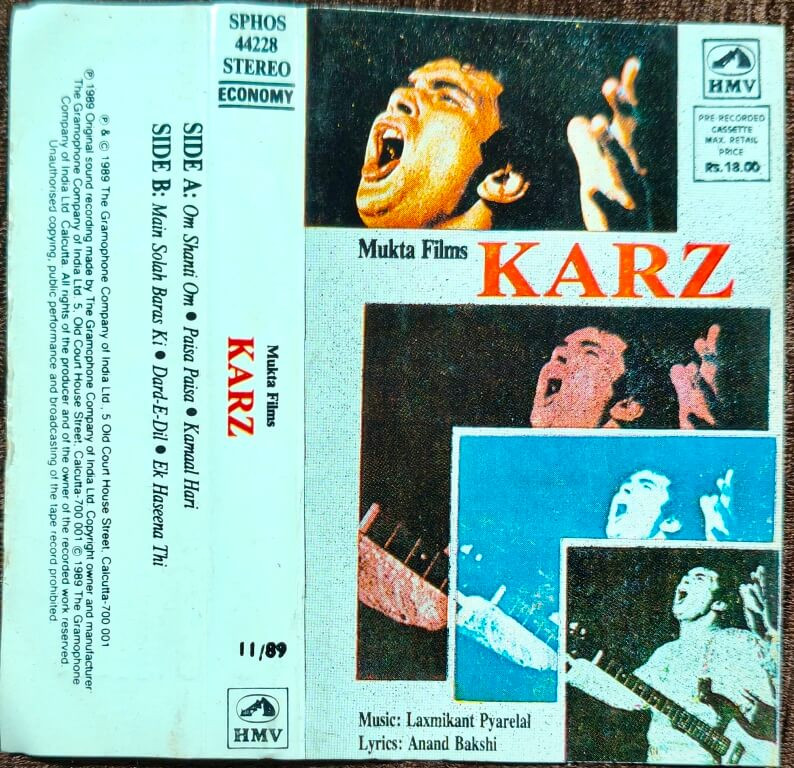 SPHOS
44228
STEREO
ECONOMY
SIDE A: Om Shanti Om ● Paisa Paisa ● Kamaal Hari
SIDE B: Main Solah Baras Ki ● Dard-E-Dil ● Ek Haseena Thi
℗ & © 1989 The Gramophone Company of India Ltd., 5 Old Court House Street, Calcutta-700 001
℗ 1989 Original sound recording made by The Gramophone Company of India Ltd. Copyright owner and manufacturer
The Gramophone Company of India Ltd. 5, Old Court House Street, Calcutta-700 001 © 1989 The Gramophone
Company of India Ltd. Calcutta. All rights of the producer and of the owner of the recorded work reserved.
Unauthorised copying, public performance and broadcasting of the tape record prohibited.
Mukta Films
KARZ
11/89
HMV
HMV
PRE-RECORDED
CASSETTE
MAX. RETAIL
PRICE
Rs.18.00
Mukta Films KARZ
Music: Laxmikant Pyarelal
Lyrics: Anand Bakshi